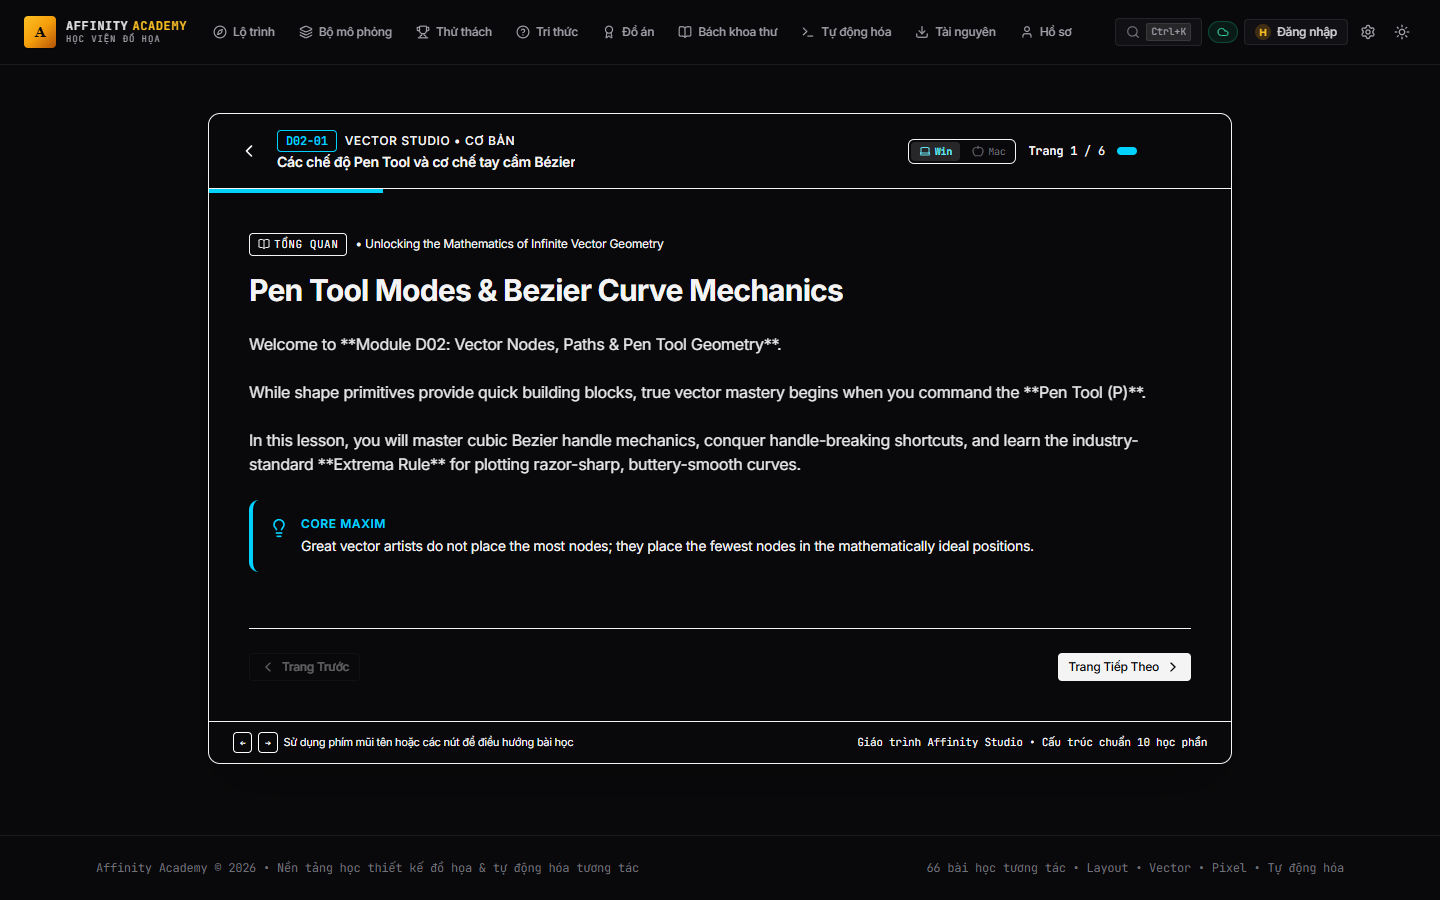 A
AFFINITY ACADEMY
HỌC VIỆN ĐỒ HỌA
Lộ trình
Bộ mô phỏng
Thử thách
Tri thức
Đồ án
Bách khoa thư
Tự động hóa
Tài nguyên
Hồ sơ
Ctrl+K
H
Đăng nhập
D02-01
VECTOR STUDIO • CƠ BẢN
Các chế độ Pen Tool và cơ chế tay cầm Bézier
Win
Mac
Trang 1 / 6
TỔNG QUAN
• Unlocking the Mathematics of Infinite Vector Geometry
Pen Tool Modes & Bezier Curve Mechanics
Welcome to **Module D02: Vector Nodes, Paths & Pen Tool Geometry**.
While shape primitives provide quick building blocks, true vector mastery begins when you command the **Pen Tool (P)**.
In this lesson, you will master cubic Bezier handle mechanics, conquer handle-breaking shortcuts, and learn the industry-
standard **Extrema Rule** for plotting razor-sharp, buttery-smooth curves.
CORE MAXIM
Great vector artists do not place the most nodes; they place the fewest nodes in the mathematically ideal positions.
Trang Trước
Trang Tiếp Theo
← → Sử dụng phím mũi tên hoặc các nút để điều hướng bài học
Giáo trình Affinity Studio • Cấu trúc chuẩn 10 học phần
Affinity Academy © 2026 • Nền tảng học thiết kế đồ họa & tự động hóa tương tác
66 bài học tương tác • Layout • Vector • Pixel • Tự động hóa